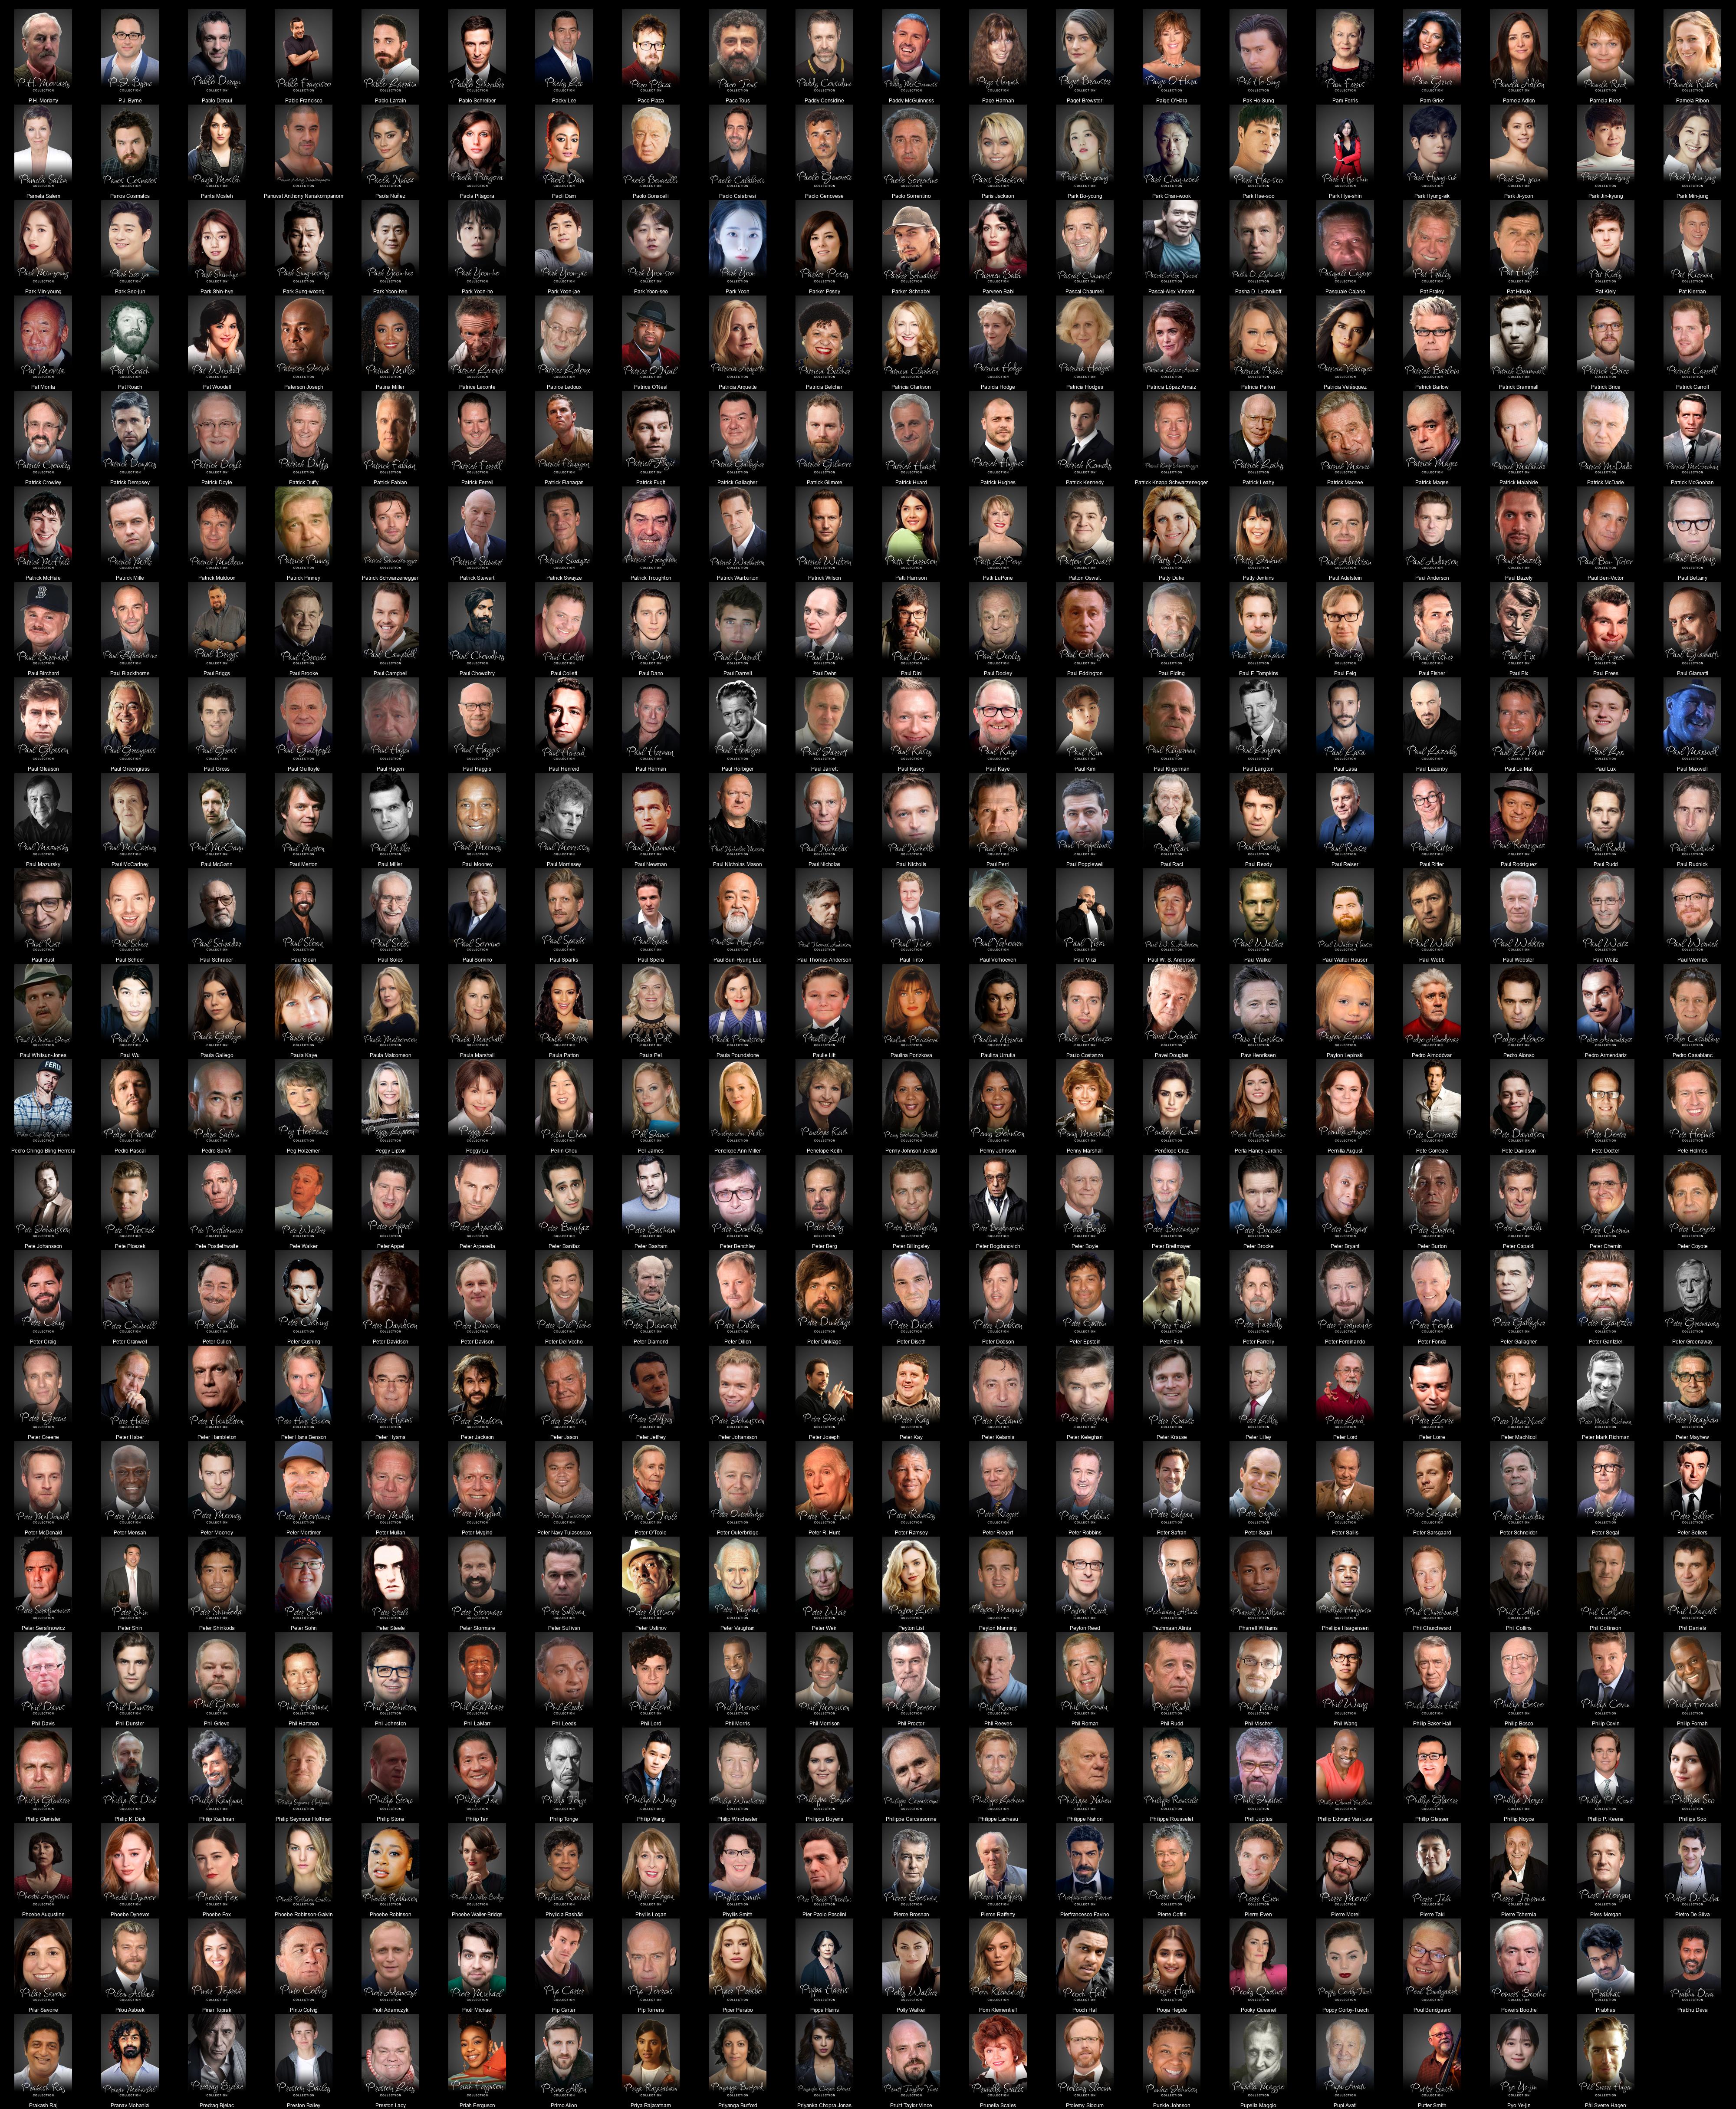 P.H. Moriarty P.J. Byrne Pablo Derqui Pablo Francisco Pablo Larraín Pablo Schreiber Packy Lee Paco Plaza Paco Tous Paddy Considine Paddy McGuinness Page Hannah Paget Brewster Paige O'Hara Pak Ho-Sung Pam Ferris Pam Grier Pamela Adlon Pamela Reed Pamela Ribon
Pamela Salem Panos Cosmatos Panta Mosleh Panuvat Anthony Nanakornpanom Paola Nuñez Paola Pitagora Paoli Dam Paolo Bonacelli Paolo Calabresi Paolo Genovese Paolo Sorrentino Paris Jackson Park Bo-young Park Chan-wook Park Hae-soo Park Hye-shin Park Hyung-sik Park Ji-yoon Park Jin-kyung Park Min-jung
Park Min-young Park Seo-jun Park Shin-hye Park Sung-woong Park Yoon-hee Park Yoon-ho Park Yoon-jae Park Yoon-seo Park Yoon Parker Posey Parker Schnabel Parveen Babi Pascal Chaumeil Pascal-Alex Vincent Pasha D. Lychnikoff Pasquale Cajano Pat Fraley Pat Hingle Pat Kiely Pat Kiernan
Pat Morita Pat Roach Pat Woodell Paterson Joseph Patina Miller Patrice Leconte Patrice Ledoux Patrice O'Neal Patricia Arquette Patricia Belcher Patricia Clarkson Patricia Hodge Patricia Hodges Patricia López Arnaiz Patricia Parker Patricia Velásquez Patrick Barlow Patrick Brammall Patrick Brice Patrick Carroll
Patrick Crowley Patrick Dempsey Patrick Doyle Patrick Duffy Patrick Fabian Patrick Ferrell Patrick Flanagan Patrick Fugit Patrick Gallagher Patrick Gilmore Patrick Huard Patrick Hughes Patrick Kennedy Patrick Knapp Schwarzenegger Patrick Leahy Patrick Macnee Patrick Magee Patrick Malahide Patrick McDade Patrick McGoohan
Patrick McHale Patrick Mille Patrick Muldoon Patrick Pinney Patrick Schwarzenegger Patrick Stewart Patrick Swayze Patrick Troughton Patrick Warburton Patrick Wilson Patti Harrison Patti LuPone Patton Oswalt Patty Duke Patty Jenkins Paul Adelstein Paul Anderson Paul Bazely Paul Ben-Victor Paul Bettany
Paul Birchard Paul Blackthorne Paul Briggs Paul Brooke Paul Campbell Paul Chowdhry Paul Collett Paul Dano Paul Darnell Paul Dehn Paul Dini Paul Dooley Paul Eddington Paul Eiding Paul F. Tompkins Paul Feig Paul Fisher Paul Fix Paul Frees Paul Giamatti
Paul Gleason Paul Greengrass Paul Gross Paul Guilfoyle Paul Hagen Paul Haggis Paul Henreid Paul Herman Paul Hörbiger Paul Jarrett Paul Kasey Paul Kaye Paul Kim Paul Kligerman Paul Langton Paul Lasa Paul Lazenby Paul Le Mat Paul Lux Paul Maxwell
Paul Mazursky Paul McCartney Paul McGann Paul Merton Paul Miller Paul Mooney Paul Morrissey Paul Newman Paul Nicholas Mason Paul Nicholas Paul Nicholls Paul Perri Paul Popplewell Paul Raci Paul Ready Paul Reiser Paul Ritter Paul Rodriguez Paul Rudd Paul Rudnick
Paul Rust Paul Scheer Paul Schrader Paul Sloan Paul Soles Paul Sorvino Paul Sparks Paul Spera Paul Sun-Hyung Lee Paul Thomas Anderson Paul Tinto Paul Verhoeven Paul Virzi Paul W. S. Anderson Paul Walker Paul Walter Hauser Paul Webb Paul Webster Paul Weitz Paul Wernick
Paul Whitsun-Jones Paul Wu Paula Gallego Paula Kaye Paula Malcomson Paula Marshall Paula Patton Paula Pell Paula Poundstone Paulie Litt Paulina Porizkova Paulina Urrutia Paulo Costanzo Pavel Douglas Paw Henriksen Payton Lepinski Pedro Almodóvar Pedro Alonso Pedro Armendáriz Pedro Casablanc
FERIA
Pedro Chingo Bling Herrera Pedro Pascal Pedro Salvín Peg Holzemer Peggy Lipton Peggy Lu Peilin Chou Pell James Penelope Ann Miller Penelope Keith Penny Johnson Jerald Penny Johnson Penny Marshall Penélope Cruz Perla Haney-Jardine Pernilla August Pete Correale Pete Davidson Pete Docter Pete Holmes
Pete Johansson Pete Ploszek Pete Postlethwaite Pete Walker Peter Appel Peter Arpesella Peter Banifaz Peter Basham Peter Benchley Peter Berg Peter Billingsley Peter Bogdanovich Peter Boyle Peter Breitmayer Peter Brooke Peter Bryant Peter Burton Peter Capaldi Peter Chernin Peter Coyote
Peter Craig Peter Cranwell Peter Cullen Peter Cushing Peter Davidson Peter Davison Peter Del Vecho Peter Diamond Peter Dillon Peter Dinklage Peter Diseth Peter Dobson Peter Epstein Peter Falk Peter Farrelly Peter Ferdinando Peter Fonda Peter Gallagher Peter Gantzler Peter Greenaway
Peter Greene Peter Haber Peter Hambleton Peter Hans Benson Peter Hyams Peter Jackson Peter Jason Peter Jeffrey Peter Johansson Peter Joseph Peter Kay Peter Kelamis Peter Keleghan Peter Krause Peter Lilley Peter Lord Peter Lorre Peter MacNicol Peter Mark Richman Peter Mayhew
Peter McDonald Peter Mensah Peter Mooney Peter Mortimer Peter Mullan Peter Mygind Peter Navy Tuiasosopo Peter O'Toole Peter Outerbridge Peter R. Hunt Peter Ramsey Peter Riegert Peter Robbins Peter Safran Peter Sagal Peter Sallis Peter Sarsgaard Peter Schneider Peter Segal Peter Sellers
Peter Serafinowicz Peter Shin Peter Shinkoda Peter Sohn Peter Steele Peter Stormare Peter Sullivan Peter Ustinov Peter Vaughan Peter Weir Peyton List Peyton Manning Peyton Reed Pezhmaan Alinia Pharrell Williams Phellipe Haagensen Phil Churchward Phil Collins Phil Collinson Phil Daniels
Phil Davis Phil Dunster Phil Grieve Phil Hartman Phil Johnston Phil LaMarr Phil Leeds Phil Lord Phil Morris Phil Morrison Phil Proctor Phil Reeves Phil Roman Phil Rudd Phil Vischer Phil Wang Philip Baker Hall Philip Bosco Philip Covin Philip Fornah
Philip Glenister Philip K. Dick Philip Kaufman Philip Seymour Hoffman Philip Stone Philip Tan Philip Tonge Philip Wang Philip Winchester Philippa Boyens Philippe Carcassonne Philippe Lacheau Philippe Nahon Philippe Rousselet Phill Jupitus Phillip Edward Van Lear Phillip Glasser Phillip Noyce Phillip P. Keene Phillipa Soo
Phoebe Augustine Phoebe Dynevor Phoebe Fox Phoebe Robinson-Galvin Phoebe Robinson Phoebe Waller-Bridge Phylicia Rashād Phyllis Logan Phyllis Smith Pier Paolo Pasolini Pierce Brosnan Pierce Rafferty Pierfrancesco Favino Pierre Coffin Pierre Even Pierre Morel Pierre Taki Pierre Tchernia Piers Morgan Pietro De Silva
Pilar Savone Pilou Asbæk Pinar Toprak Pinto Colvig Piotr Adamczyk Piotr Michael Pip Carter Pip Torrens Piper Perabo Pippa Harris Polly Walker Pom Klementieff Pooch Hall Pooja Hegde Pooky Quesnel Poppy Corby-Tuech Poul Bundgaard Powers Boothe Prabhas Prabhu Deva
Prakash Raj Pranav Mohanlal Predrag Bjelac Preston Bailey Preston Lacy Priah Ferguson Primo Allon Priya Rajaratnam Priyanga Burford Priyanka Chopra Jonas Pruitt Taylor Vince Prunella Scales Ptolemy Slocum Punkie Johnson Pupella Maggio Pupi Avati Putter Smith Pyo Ye-jin Pål Sverre Hagen